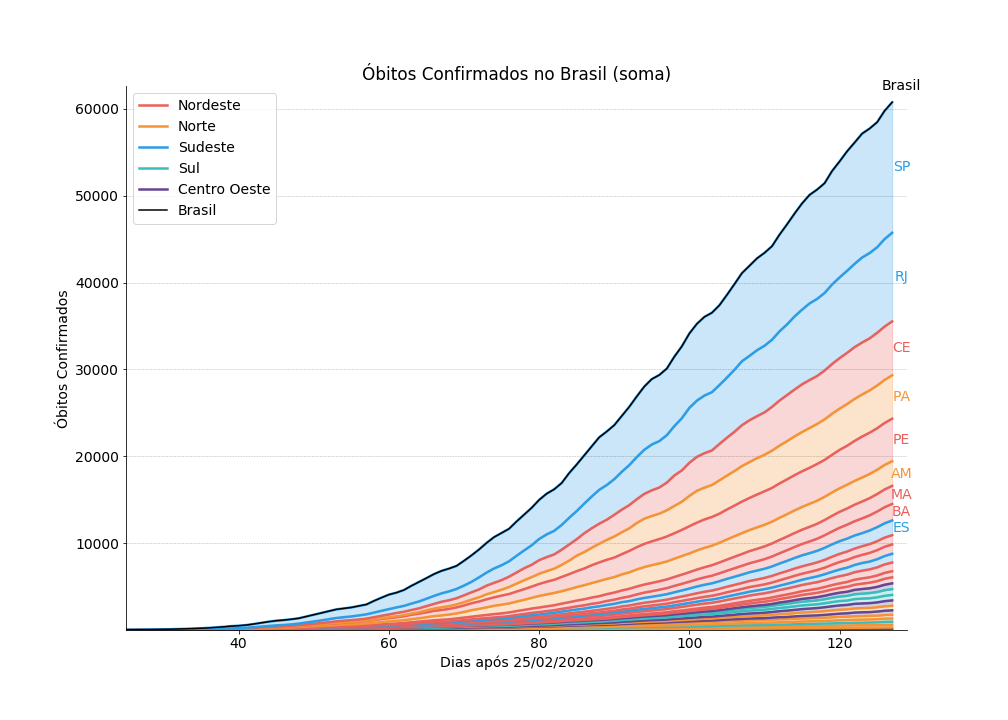 Óbitos Confirmados no Brasil (soma)
Brasil
Nordeste
Norte
Sudeste
Sul
Centro Oeste
Brasil
60000
50000
40000
30000
20000
10000
Óbitos Confirmados
SP
RJ
CE
PA
PE
AM
MA
BA
ES
40
60
80
100
120
Dias após 25/02/2020